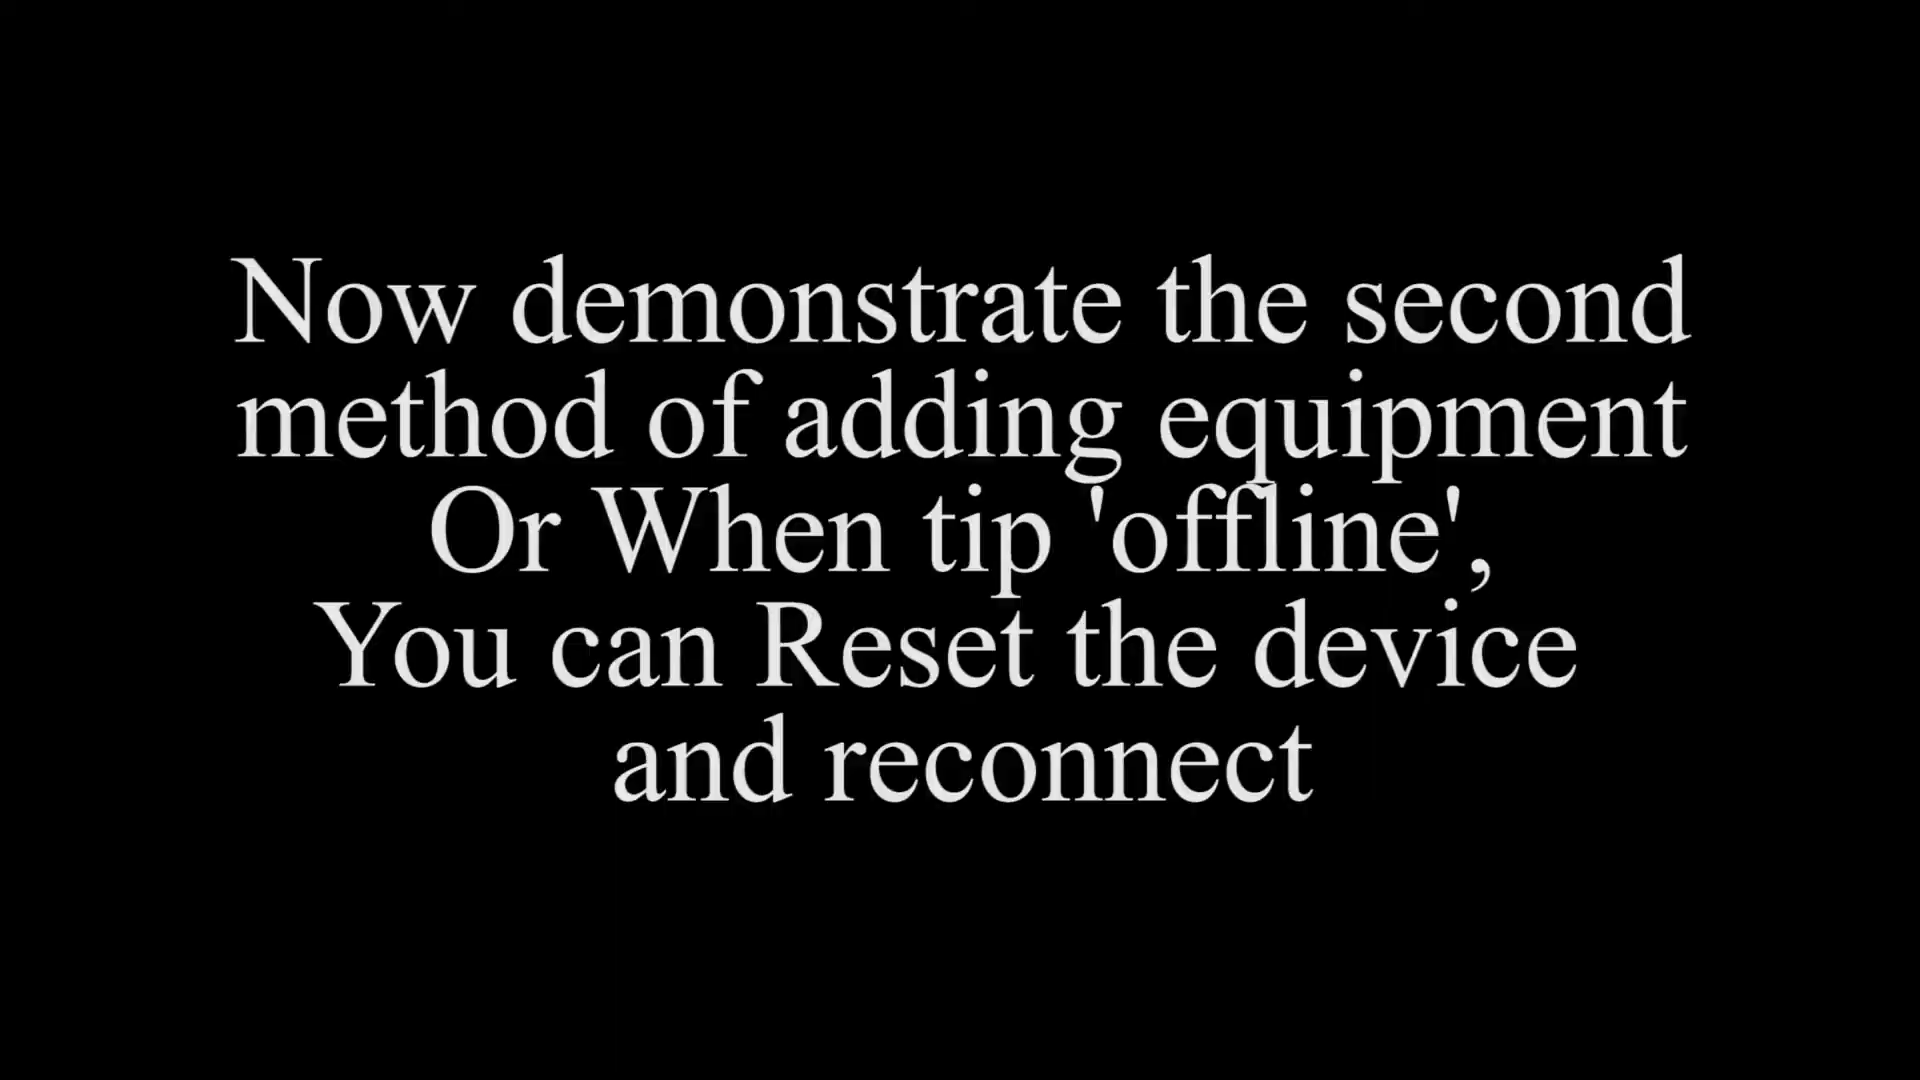 Now demonstrate the second
method of adding equipment
Or When tip 'offline',
You can Reset the device
and reconnect